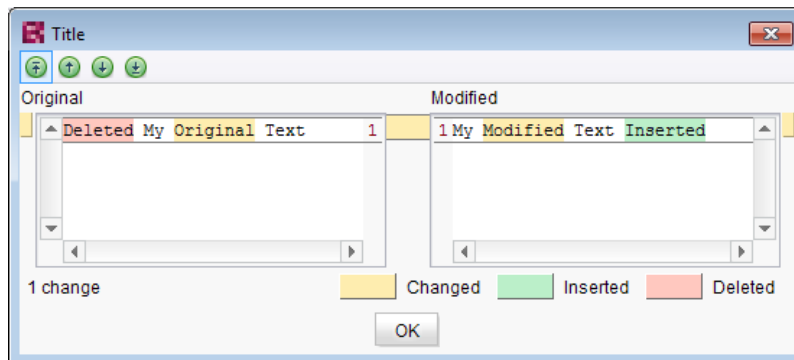 Title
Original Modified
Deleted My Original Text 1 1 My Modified Text Inserted
1 change Changed Inserted Deleted
OK